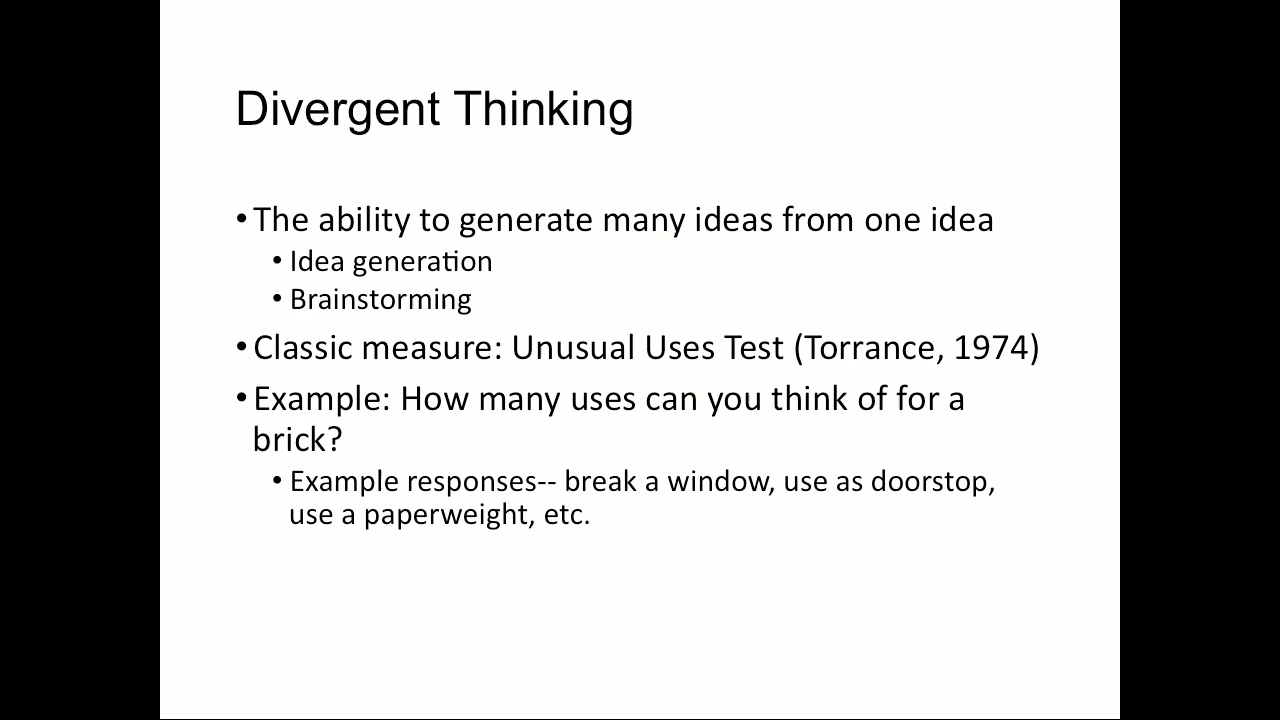 Divergent Thinking
• The ability to generate many ideas from one idea
• Idea generation
• Brainstorming
• Classic measure: Unusual Uses Test (Torrance, 1974)
• Example: How many uses can you think of for a
brick?
• Example responses-- break a window, use as doorstop,
use a paperweight, etc.